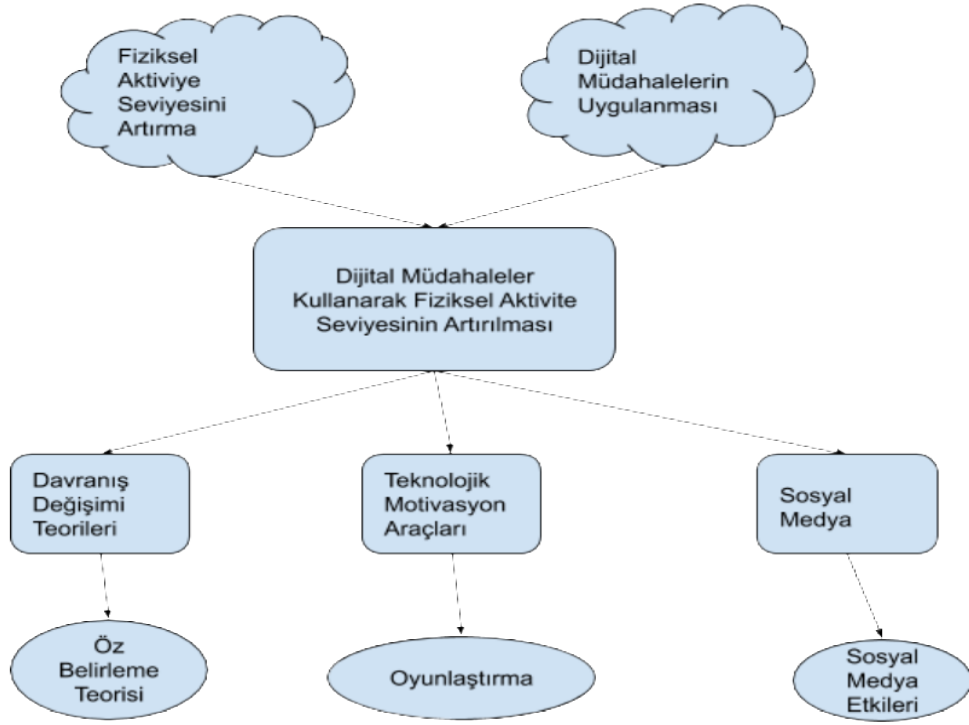 Fiziksel
Aktiviye
Seviyesini
Artırma
Dijital
Müdahalelerin
Uygulanması
Dijital Müdahaleler
Kullanarak Fiziksel Aktivite
Seviyesinin Artırılması
Davranış
Değişimi
Teorileri
Teknolojik
Motivasyon
Araçları
Sosyal
Medya
Öz
Belirleme
Teorisi
Oyunlaştırma
Sosyal
Medya
Etkileri